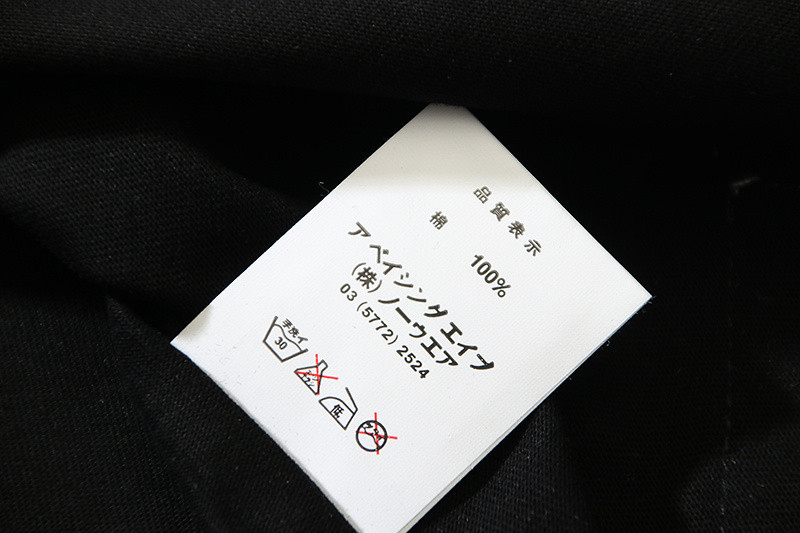 品質表示
綿 100%
アベイシングエイプ
(株)ノーウエア
03 (5772) 2524
手洗イ
30
低